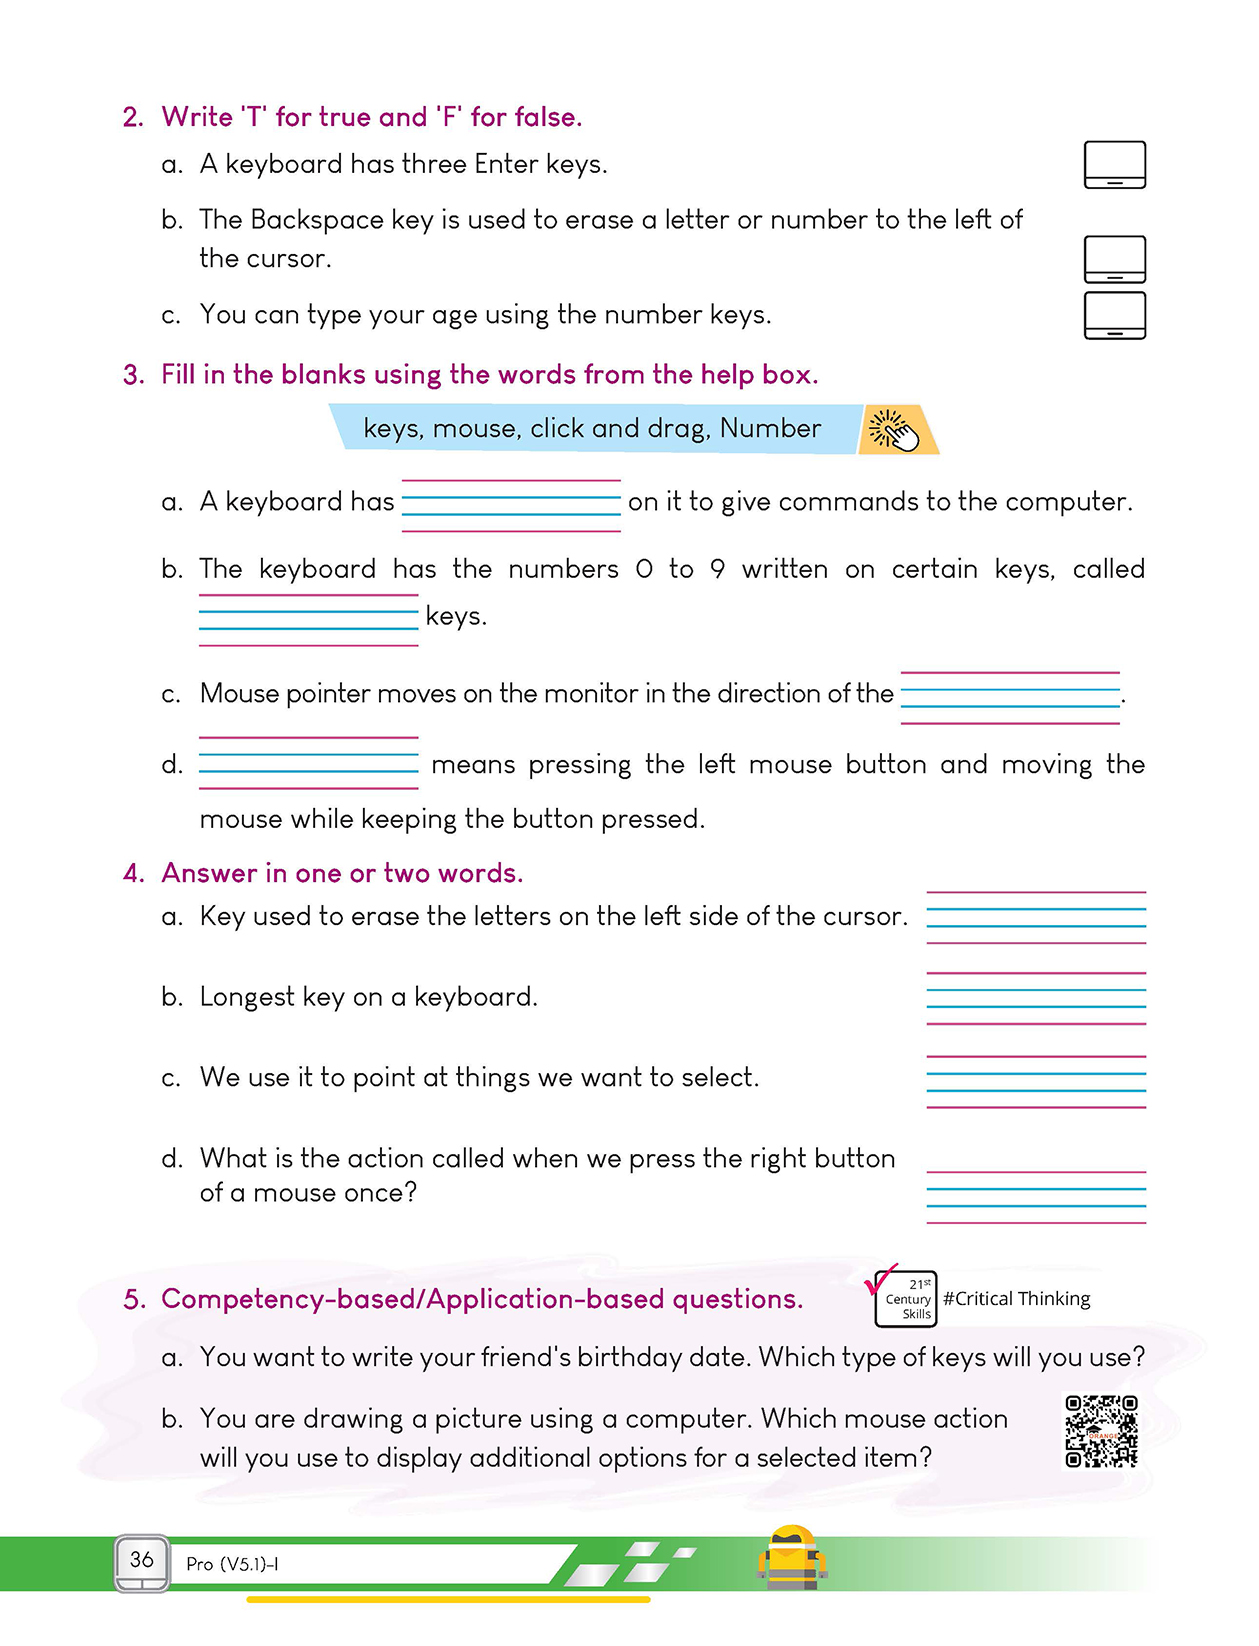 2. Write 'T' for true and 'F' for false.
a. A keyboard has three Enter keys.
b. The Backspace key is used to erase a letter or number to the left of
the cursor.
c. You can type your age using the number keys.
3. Fill in the blanks using the words from the help box.
keys, mouse, click and drag, Number
a. A keyboard has on it to give commands to the computer.
b. The keyboard has the numbers 0 to 9 written on certain keys, called
keys.
c. Mouse pointer moves on the monitor in the direction of the .
d. means pressing the left mouse button and moving the
mouse while keeping the button pressed.
4. Answer in one or two words.
a. Key used to erase the letters on the left side of the cursor.
b. Longest key on a keyboard.
c. We use it to point at things we want to select.
d. What is the action called when we press the right button
of a mouse once?
5. Competency-based/Application-based questions.
21st
Century
Skills
#Critical Thinking
a. You want to write your friend's birthday date. Which type of keys will you use?
b. You are drawing a picture using a computer. Which mouse action
will you use to display additional options for a selected item?
ORANGE
36
Pro (V5.1)-I